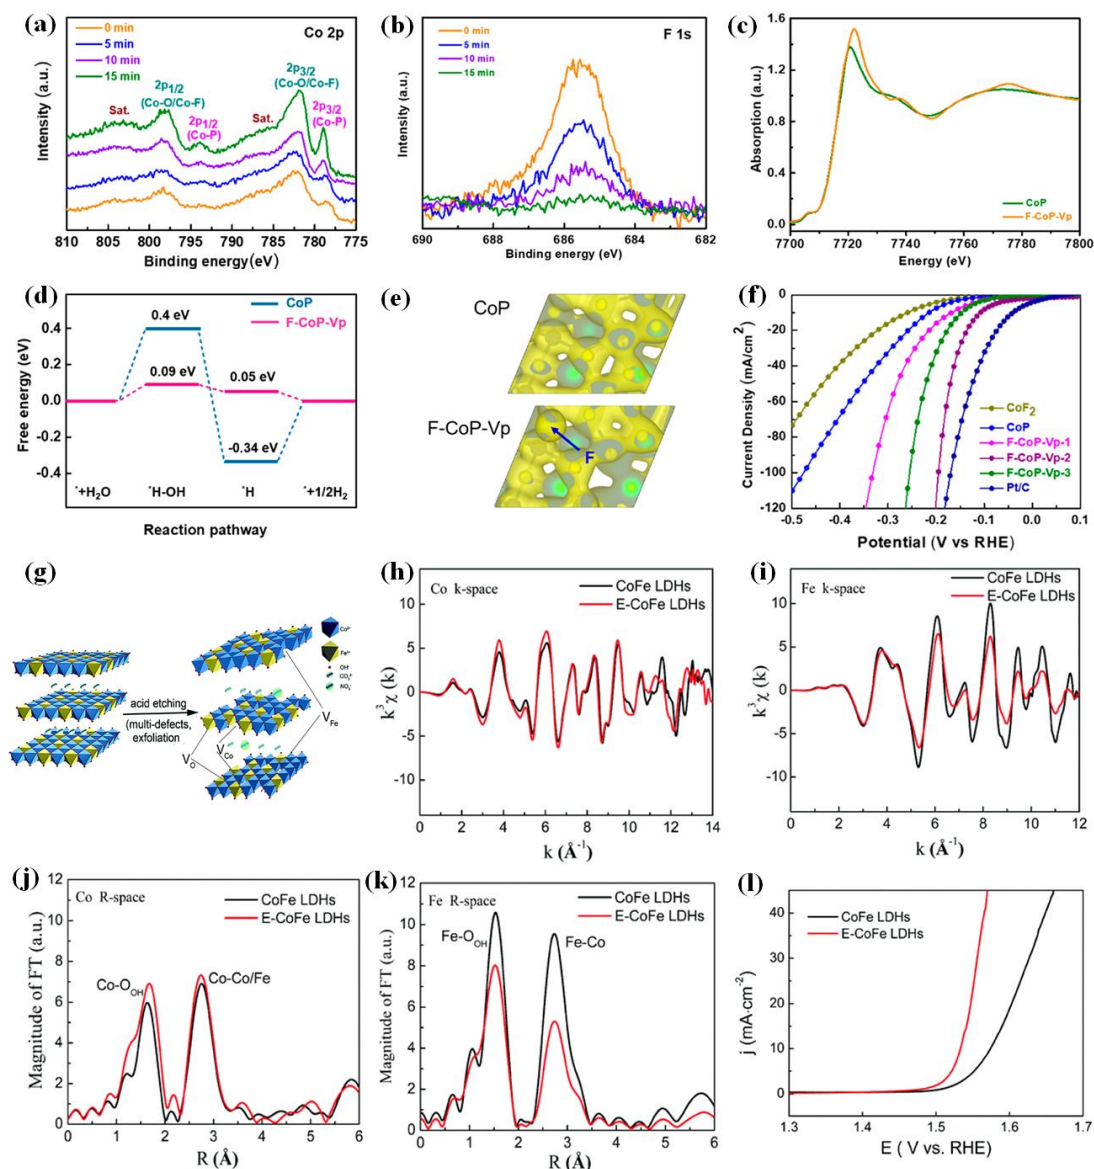 (a)
Co 2p
0 min
5 min
10 min
15 min
2p3/2
(Co-O/Co-F)
2p1/2
(Co-O/Co-F)
2p1/2
(Co-P)
2p3/2
(Co-P)
Sat.
Sat.
Intensity (a.u.)
810 805 800 795 790 785 780 775
Binding energy (eV)
(b)
F 1s
0 min
5 min
10 min
15 min
Intensity (a.u.)
690 688 686 684 682
Binding energy (eV)
(c)
Absorption (a.u.)
1.6
1.2
0.8
0.4
0.0
CoP
F-CoP-Vp
7700 7720 7740 7760 7780 7800
Energy (eV)
(d)
CoP
F-CoP-Vp
Free energy (eV)
0.4
0.2
0.0
-0.2
-0.4
0.4 eV
0.09 eV
0.05 eV
-0.34 eV
*+H2O
*H-OH
*H
*+1/2H2
Reaction pathway
(e)
CoP
F-CoP-Vp
F
(f)
Current Density (mA/cm2)
0
-20
-40
-60
-80
-100
-120
CoF2
CoP
F-CoP-Vp-1
F-CoP-Vp-2
F-CoP-Vp-3
Pt/C
-0.5 -0.4 -0.3 -0.2 -0.1 0.0 0.1
Potential (V vs RHE)
(g)
acid etching
(multi-defects,
exfoliation
VO
VCo
VFe
OH-
(h)
Co k-space
CoFe LDHs
E-CoFe LDHs
k3χ (k)
10
5
0
-5
-10
0 2 4 6 8 10 12 14
k (Å-1)
(i)
Fe k-space
CoFe LDHs
E-CoFe LDHs
k3χ (k)
10
5
0
-5
-10
0 2 4 6 8 10 12
k (Å-1)
(j)
Co R-space
CoFe LDHs
E-CoFe LDHs
Co-OOH
Co-Co/Fe
Magnitude of FT (a.u.)
12
10
8
6
4
2
0
0 1 2 3 4 5 6
R (Å)
(k)
Fe R-space
CoFe LDHs
E-CoFe LDHs
Fe-OOH
Fe-Co
Magnitude of FT (a.u.)
12
10
8
6
4
2
0
0 1 2 3 4 5 6
R (Å)
(l)
CoFe LDHs
E-CoFe LDHs
j (mA·cm-2)
40
30
20
10
0
1.3 1.4 1.5 1.6 1.7
E ( V vs. RHE)